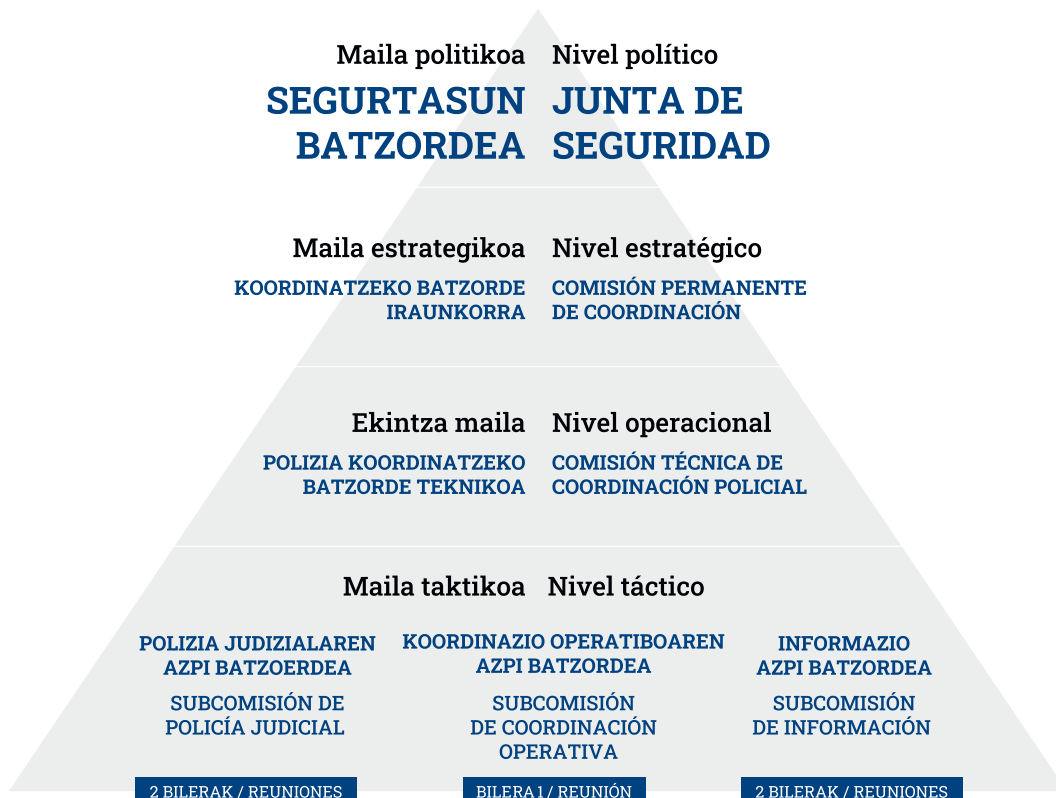 Maila politikoa
SEGURTASUN
BATZORDEA
Nivel político
JUNTA DE
SEGURIDAD
Maila estrategikoa
KOORDINATZEKO BATZORDE
IRAUNKORRA
Nivel estratégico
COMISIÓN PERMANENTE
DE COORDINACIÓN
Ekintza maila
POLIZIA KOORDINATZEKO
BATZORDE TEKNIKOA
Nivel operacional
COMISIÓN TÉCNICA DE
COORDINACIÓN POLICIAL
Maila taktikoa
Nivel táctico
POLIZIA JUDIZIALAREN
AZPI BATZOERDEA
SUBCOMISIÓN DE
POLICÍA JUDICIAL
2 BILERAK / REUNIONES
KOORDINAZIO OPERATIBOAREN
AZPI BATZORDEA
SUBCOMISIÓN
DE COORDINACIÓN
OPERATIVA
BILERA 1 / REUNIÓN
INFORMAZIO
AZPI BATZORDEA
SUBCOMISIÓN
DE INFORMACIÓN
2 BILERAK / REUNIONES